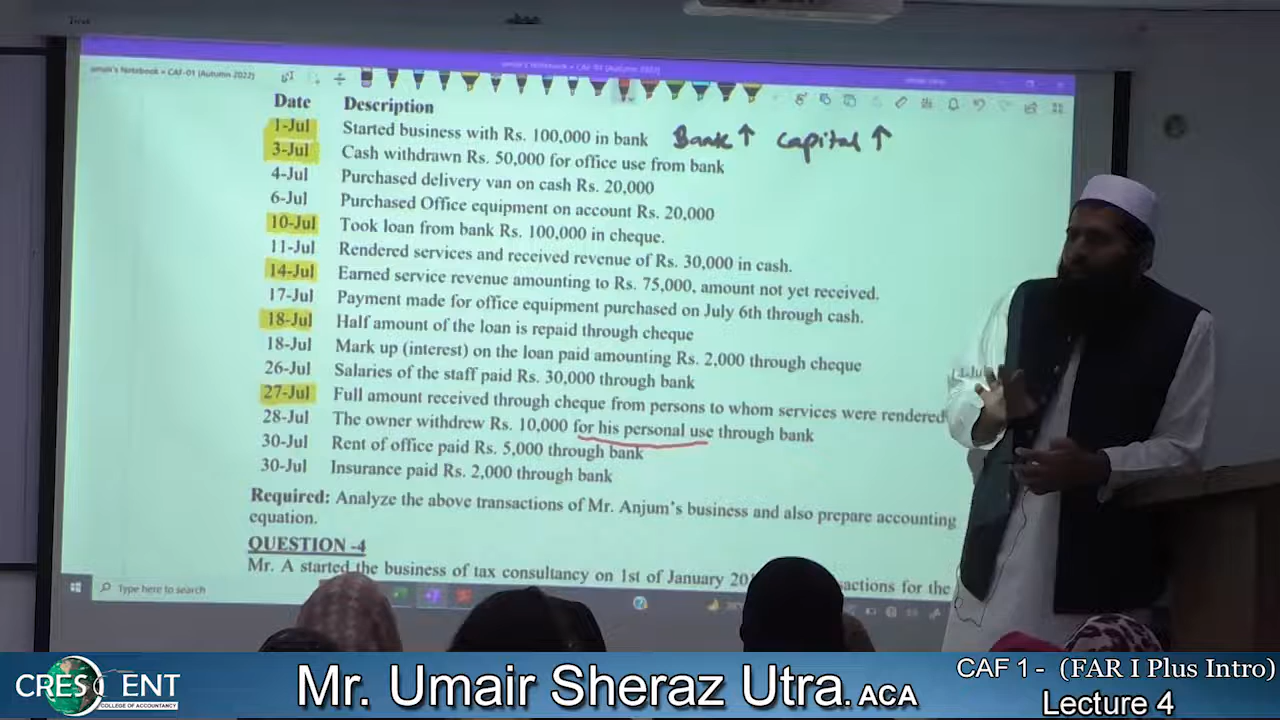 umair's Notebook » CAF-01 (Autumn 2022)
Date Description
1-Jul Started business with Rs. 100,000 in bank Bank ↑ Capital ↑
3-Jul Cash withdrawn Rs. 50,000 for office use from bank
4-Jul Purchased delivery van on cash Rs. 20,000
6-Jul Purchased Office equipment on account Rs. 20,000
10-Jul Took loan from bank Rs. 100,000 in cheque.
11-Jul Rendered services and received revenue of Rs. 30,000 in cash.
14-Jul Earned service revenue amounting to Rs. 75,000, amount not yet received.
17-Jul Payment made for office equipment purchased on July 6th through cash.
18-Jul Half amount of the loan is repaid through cheque
18-Jul Mark up (interest) on the loan paid amounting Rs. 2,000 through cheque
26-Jul Salaries of the staff paid Rs. 30,000 through bank
27-Jul Full amount received through cheque from persons to whom services were rendered
28-Jul The owner withdrew Rs. 10,000 for his personal use through bank
30-Jul Rent of office paid Rs. 5,000 through bank
30-Jul Insurance paid Rs. 2,000 through bank
Required: Analyze the above transactions of Mr. Anjum's business and also prepare accounting
equation.
QUESTION -4
Mr. A started the business of tax consultancy on 1st of January for the
Type here to search
CRESCENT
COLLEGE OF ACCOUNTANCY
Mr. Umair Sheraz Utra. ACA
CAF 1 - (FAR I Plus Intro)
Lecture 4